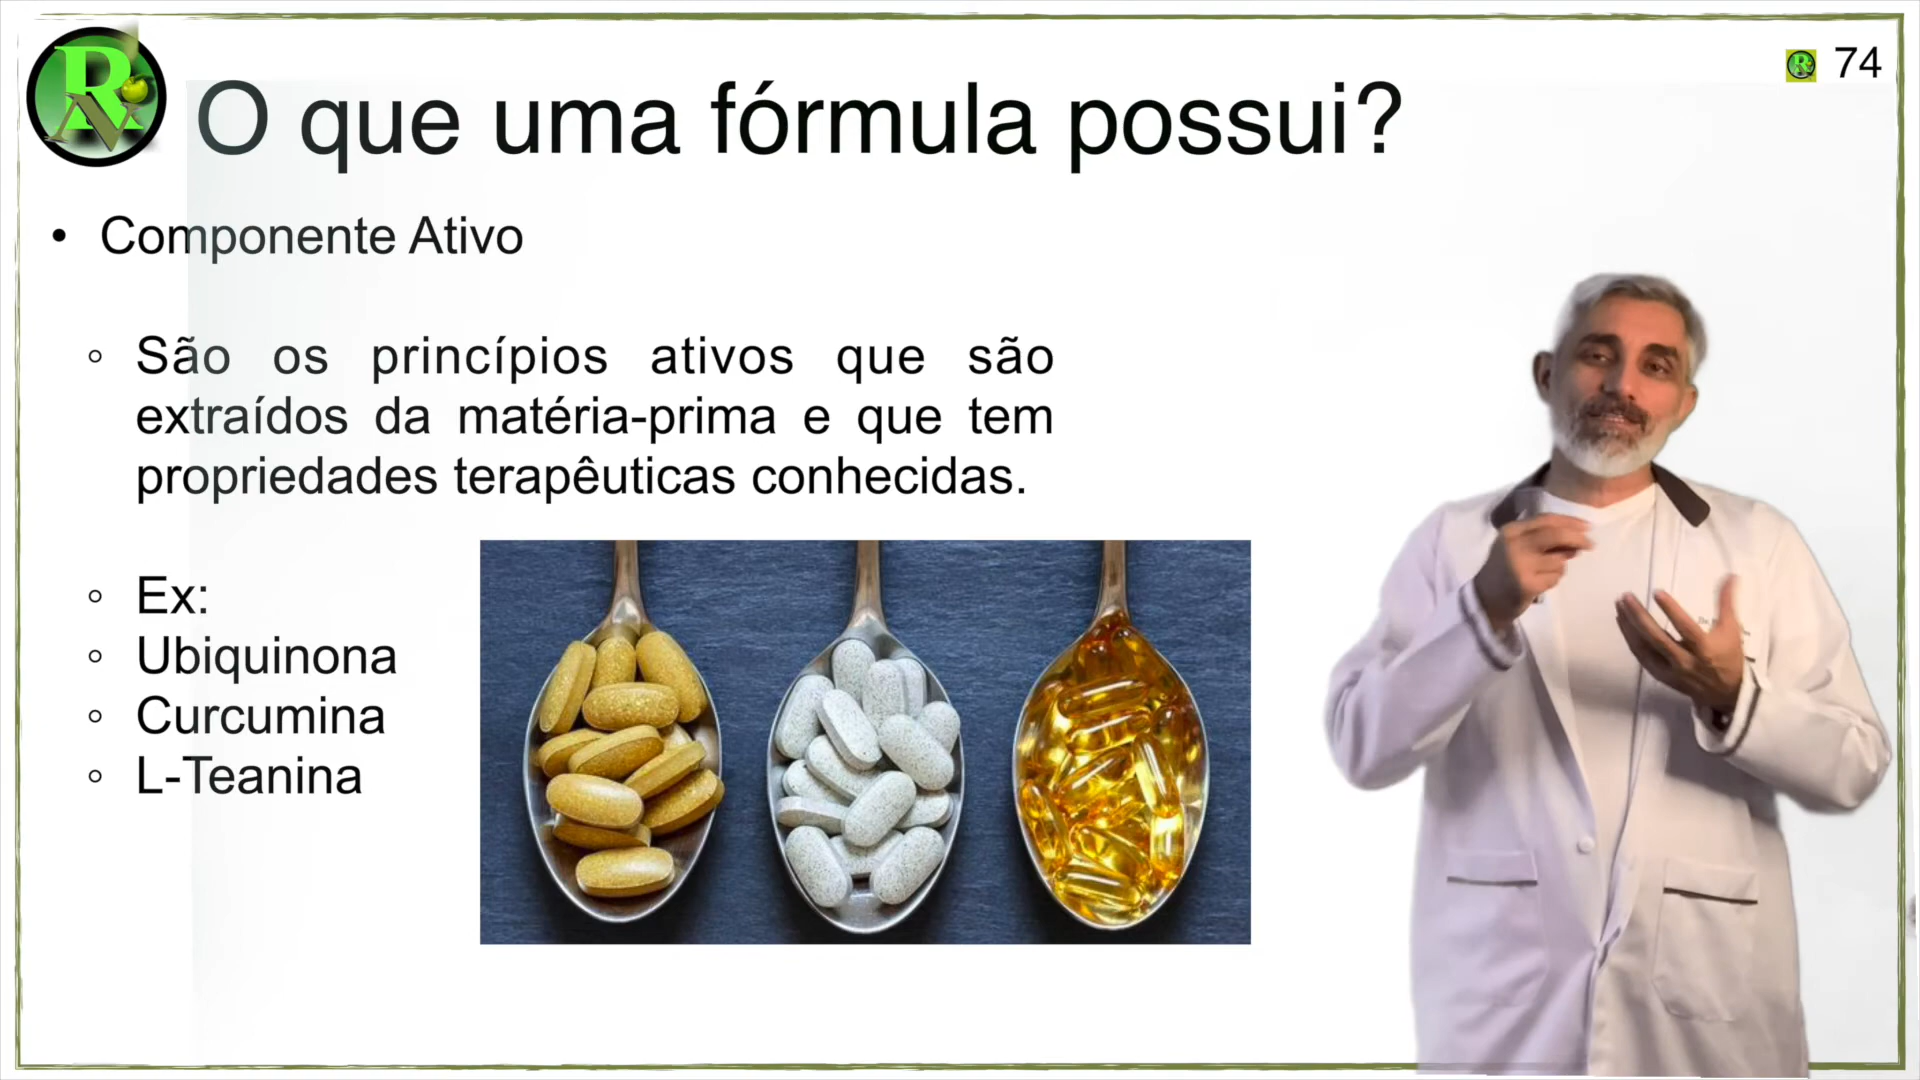 74
O que uma fórmula possui?
• Componente Ativo
◦ São os princípios ativos que são
extraídos da matéria-prima e que tem
propriedades terapêuticas conhecidas.
◦ Ex:
◦ Ubiquinona
◦ Curcumina
◦ L-Teanina